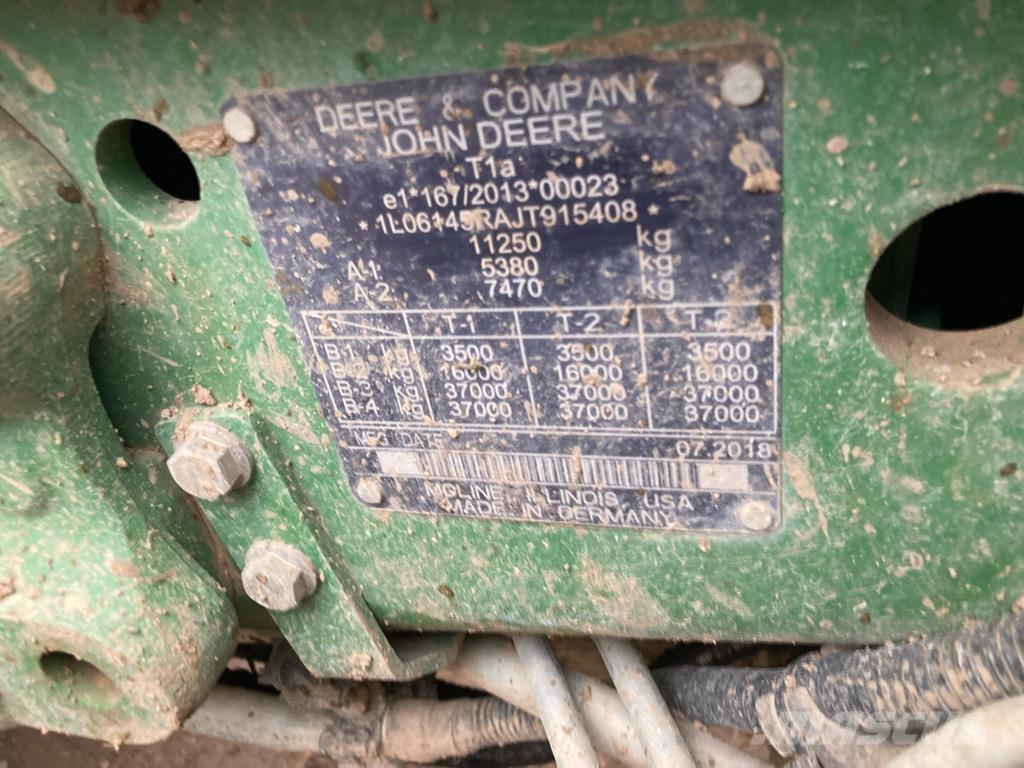 DEERE & COMPANY
JOHN DEERE
T1a
e1*167/2013*00023
* 1L06145RAJT915408 *
11250 kg
A-1 5380 kg
A-2 7470 kg
T-1 T-2 T-3
B-1 kg 3500 3500 3500
B-2 kg 16000 16000 16000
B-3 kg 37000 37000 37000
B-4 kg 37000 37000 37000
MFG DATE 07.2018
MOLINE, ILLINOIS, USA
MADE IN GERMANY
Mascus